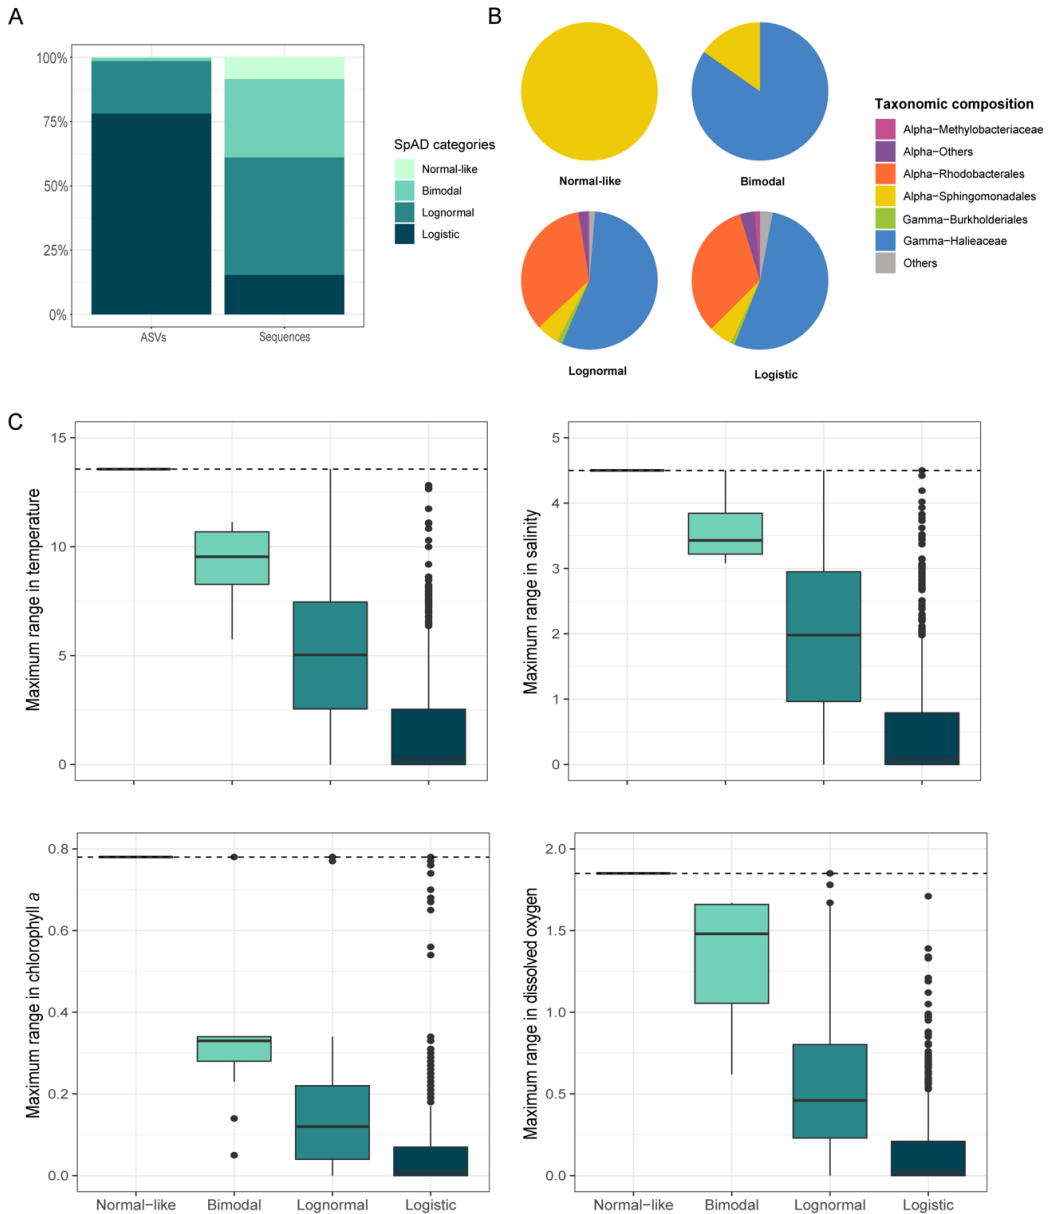 A
100%
75%
50%
25%
0%
ASVs
Sequences
SpAD categories
Normal-like
Bimodal
Lognormal
Logistic
B
Normal-like
Bimodal
Lognormal
Logistic
Taxonomic composition
Alpha−Methylobacteriaceae
Alpha−Others
Alpha−Rhodobacterales
Alpha−Sphingomonadales
Gamma−Burkholderiales
Gamma−Halieaceae
Others
C
Maximum range in temperature
15
10
5
0
Maximum range in salinity
5
4
3
2
1
0
Maximum range in chlorophyll a
0.8
0.6
0.4
0.2
0.0
Normal−like
Bimodal
Lognormal
Logistic
Maximum range in dissolved oxygen
2.0
1.5
1.0
0.5
0.0
Normal−like
Bimodal
Lognormal
Logistic